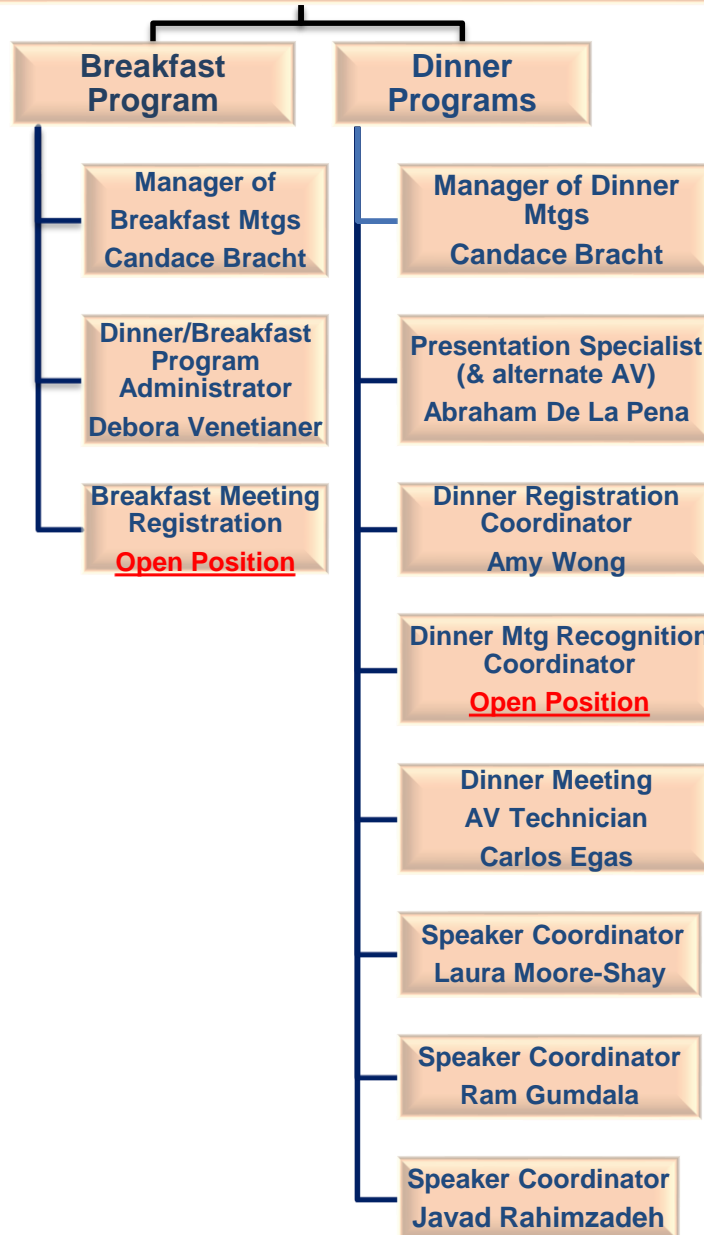 Breakfast
Program
Dinner
Programs
Manager of
Breakfast Mtgs
Candace Bracht
Dinner/Breakfast
Program
Administrator
Debora Venetianer
Breakfast Meeting
Registration
Open Position
Manager of Dinner
Mtgs
Candace Bracht
Presentation Specialist
(& alternate AV)
Abraham De La Pena
Dinner Registration
Coordinator
Amy Wong
Dinner Mtg Recognition
Coordinator
Open Position
Dinner Meeting
AV Technician
Carlos Egas
Speaker Coordinator
Laura Moore-Shay
Speaker Coordinator
Ram Gumdala
Speaker Coordinator
Javad Rahimzadeh